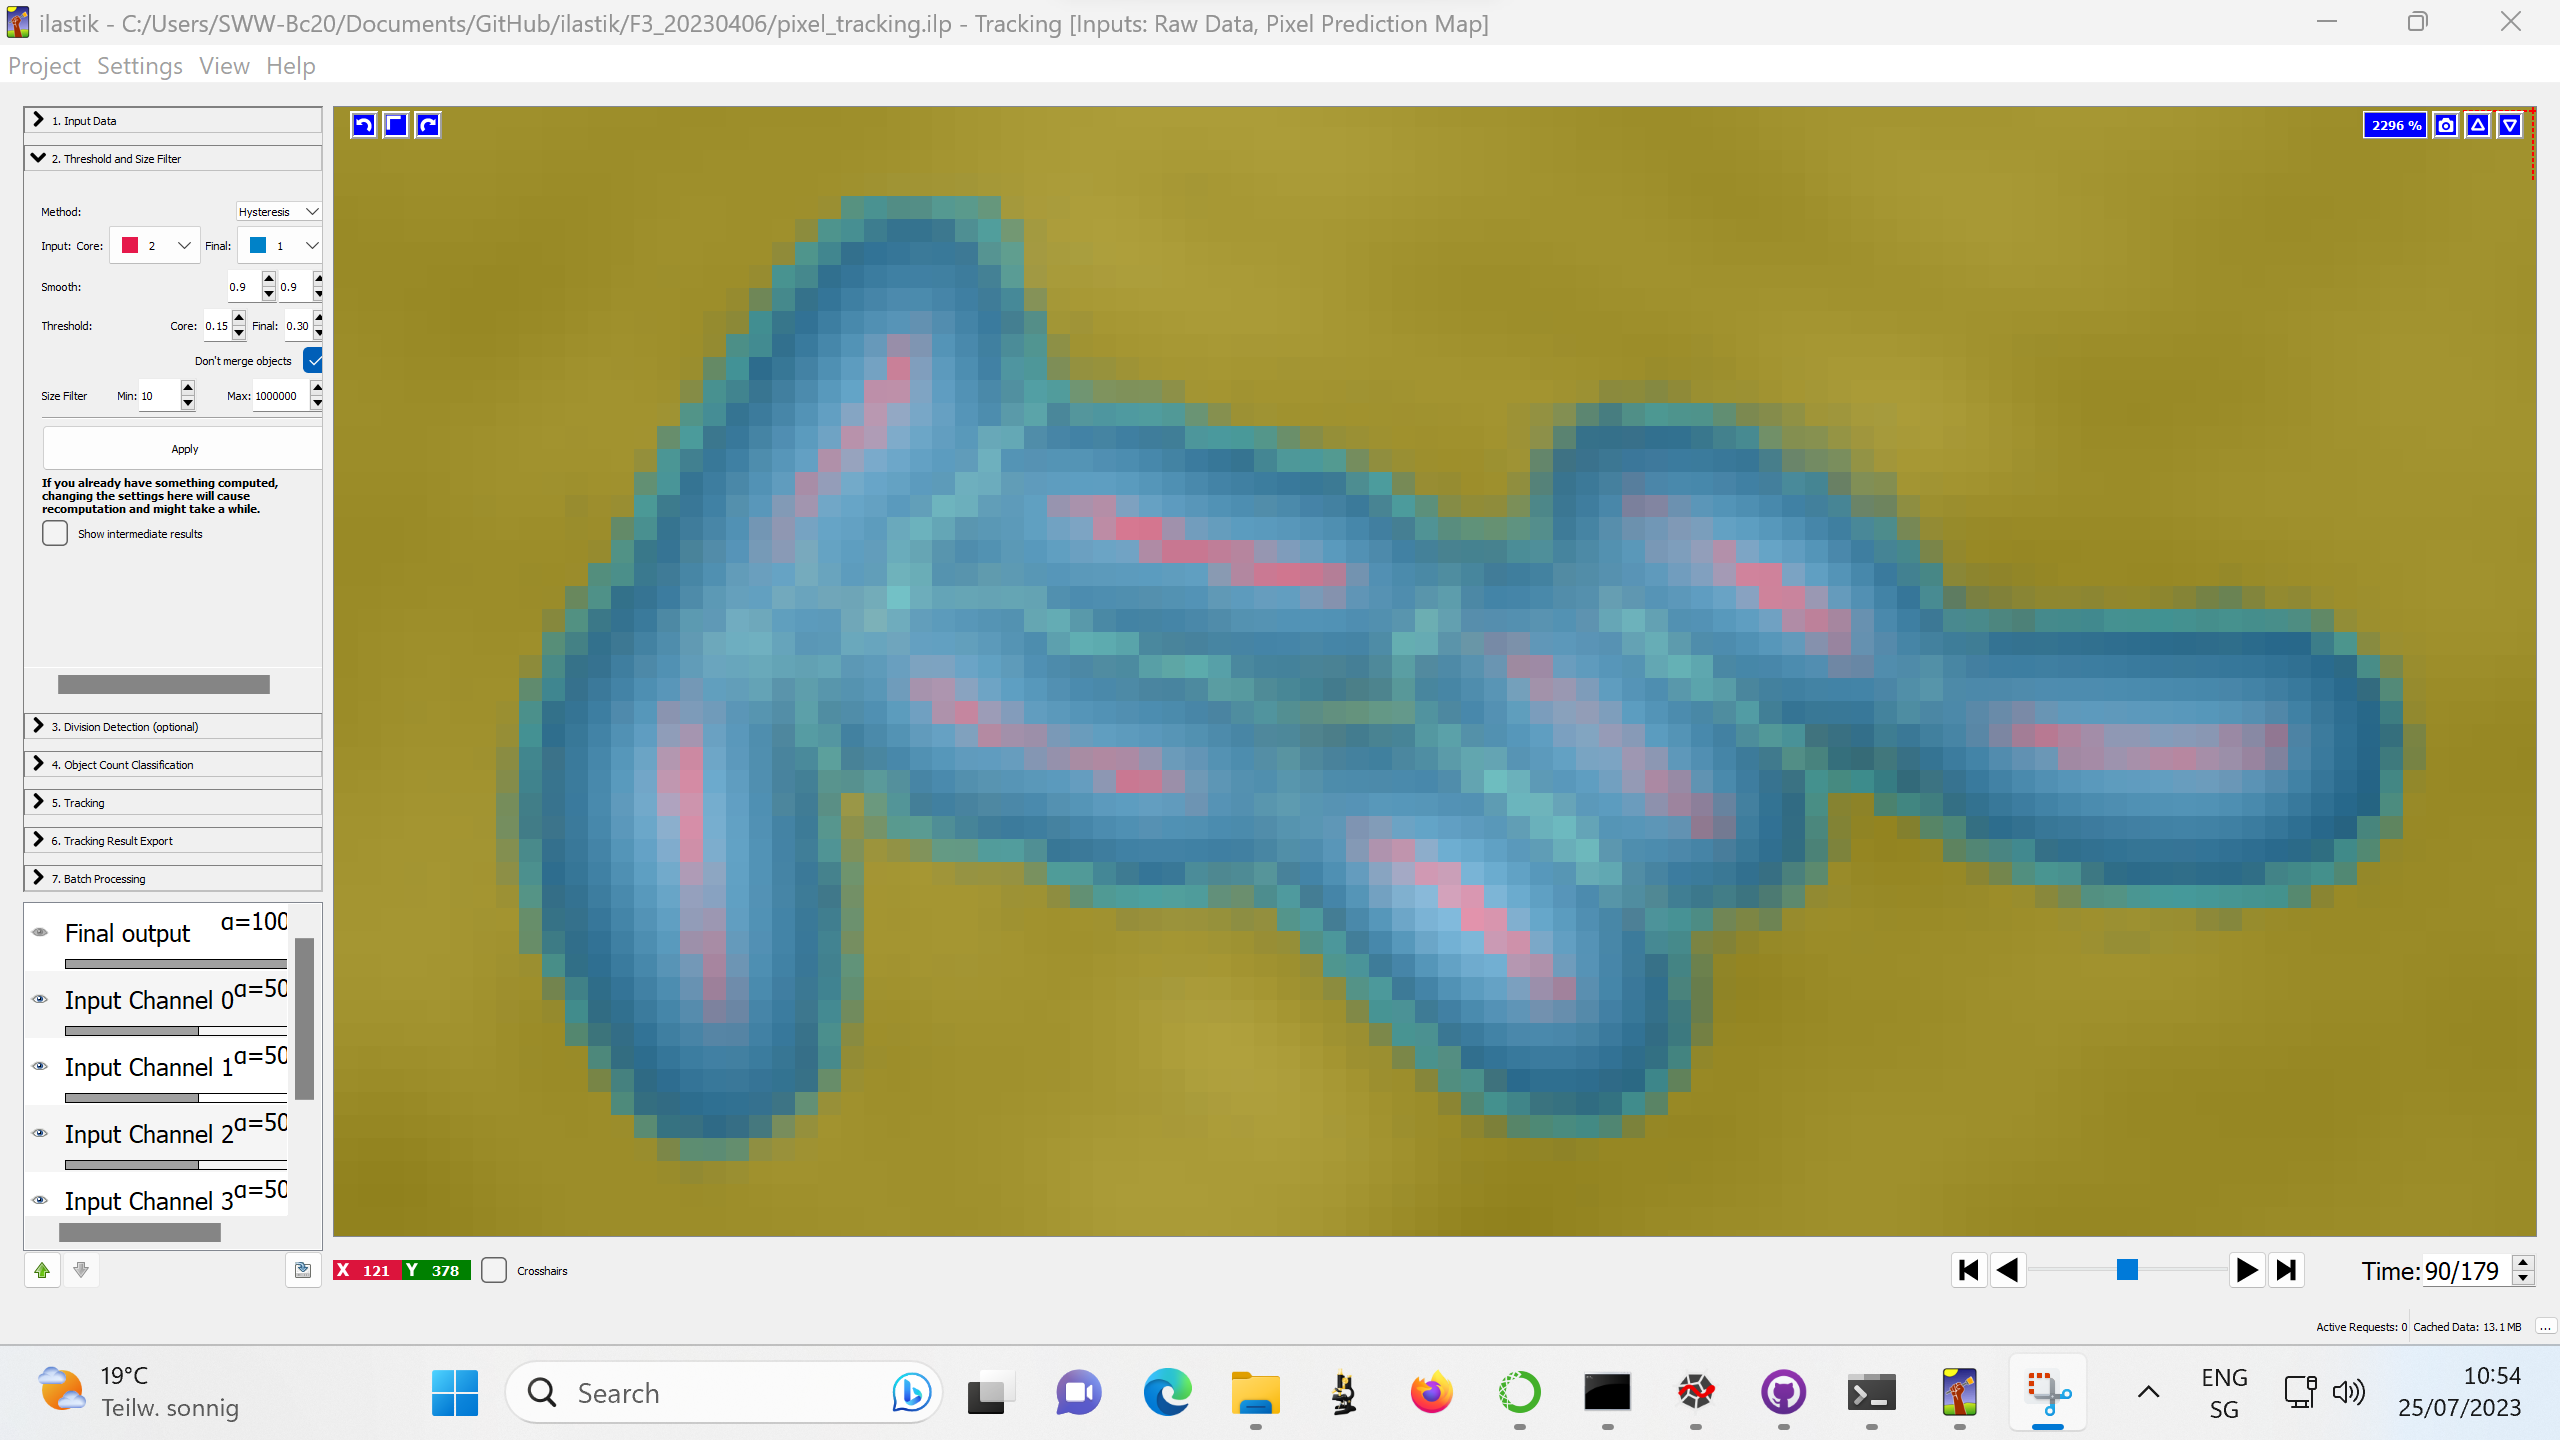 ilastik - C:/Users/SWW-Bc20/Documents/GitHub/ilastik/F3_20230406/pixel_tracking.ilp - Tracking [Inputs: Raw Data, Pixel Prediction Map]
Project Settings View Help
1. Input Data
2. Threshold and Size Filter
Method: Hysteresis
Input: Core: 2 Final: 1
Smooth: 0.9 0.9
Threshold: Core: 0.15 Final: 0.30
Don't merge objects
Size Filter Min: 10 Max: 1000000
Apply
If you already have something computed,
changing the settings here will cause
recomputation and might take a while.
Show intermediate results
3. Division Detection (optional)
4. Object Count Classification
5. Tracking
6. Tracking Result Export
7. Batch Processing
Final output α=100
Input Channel 0 α=50
Input Channel 1 α=50
Input Channel 2 α=50
Input Channel 3 α=50
2296 %
X 121 Y 378 Crosshairs
Time: 90/179
Active Requests: 0 Cached Data: 13.1 MB ...
19°C
Teilw. sonnig
Search
ENG
SG
10:54
25/07/2023